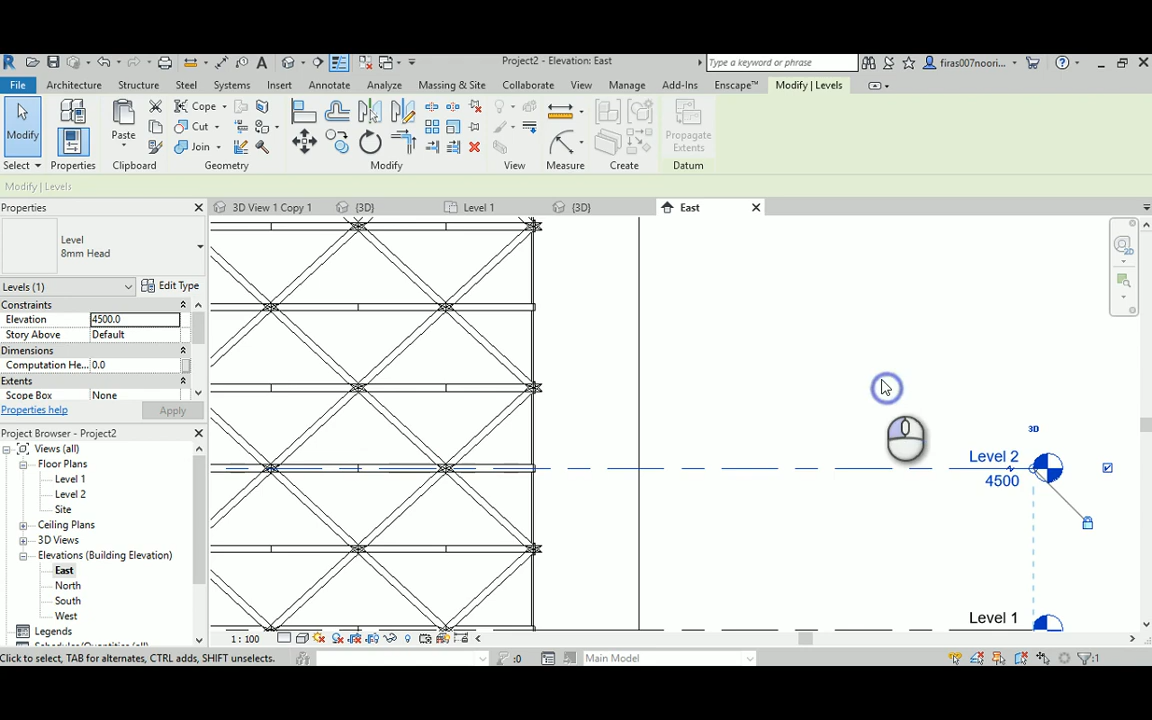 Project2 - Elevation: East
Type a keyword or phrase
firas007noori...
File Architecture Structure Steel Systems Insert Annotate Analyze Massing & Site Collaborate View Manage Add-Ins Enscape™ Modify | Levels
Cope
Cut
Join
Modify
Paste
Propagate
Extents
Select Properties Clipboard Geometry Modify View Measure Create Datum
Modify | Levels
Properties
3D View 1 Copy 1
{3D}
Level 1
{3D}
East
Level
8mm Head
Levels (1)
Edit Type
Constraints
Elevation 4500.0
Story Above Default
Dimensions
Computation He... 0.0
Extents
Scope Box None
Properties help
Apply
Project Browser - Project2
Views (all)
Floor Plans
Level 1
Level 2
Site
Ceiling Plans
3D Views
Elevations (Building Elevation)
East
North
South
West
Legends
3D
Level 2
4500
Level 1
1 : 100
Click to select, TAB for alternates, CTRL adds, SHIFT unselects.
:0
Main Model
:1